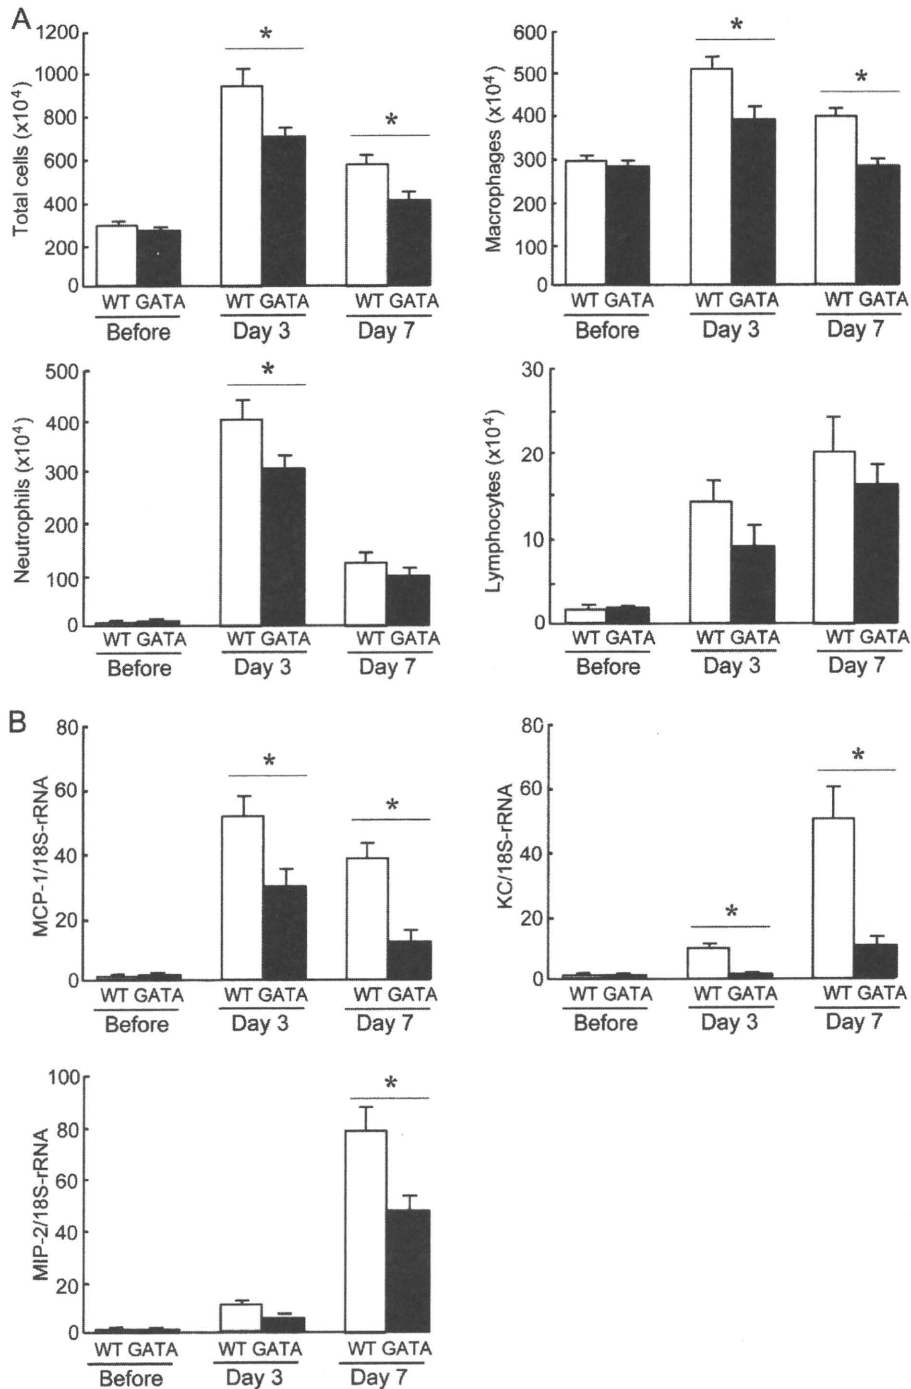 A
Total cells (x10⁴)
1200
1000
800
600
400
200
0
*
*
WT GATA
WT GATA
WT GATA
Before
Day 3
Day 7
Macrophages (x10⁴)
600
500
400
300
200
100
0
*
*
WT GATA
WT GATA
WT GATA
Before
Day 3
Day 7
Neutrophils (x10⁴)
500
400
300
200
100
0
*
WT GATA
WT GATA
WT GATA
Before
Day 3
Day 7
Lymphocytes (x10⁴)
30
20
10
0
WT GATA
WT GATA
WT GATA
Before
Day 3
Day 7
B
MCP-1/18S-rRNA
80
60
40
20
0
*
*
WT GATA
WT GATA
WT GATA
Before
Day 3
Day 7
KC/18S-rRNA
80
60
40
20
0
*
*
WT GATA
WT GATA
WT GATA
Before
Day 3
Day 7
MIP-2/18S-rRNA
100
80
60
40
20
0
*
WT GATA
WT GATA
WT GATA
Before
Day 3
Day 7